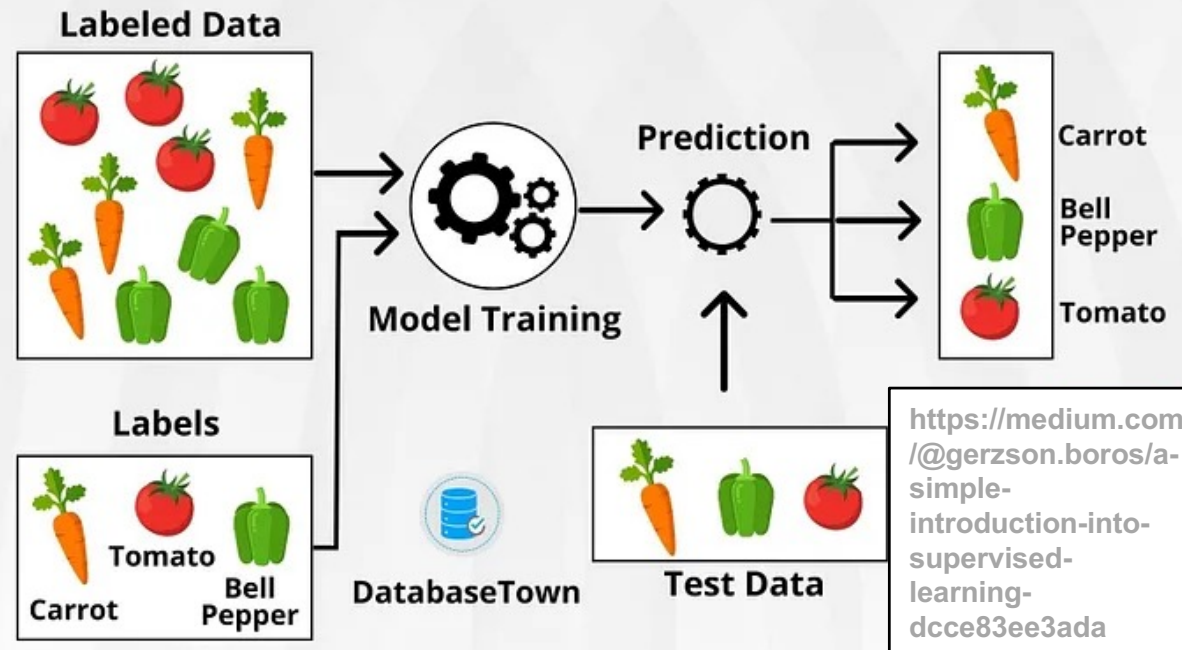 Labeled Data
Prediction
Carrot
Bell
Pepper
Tomato
Model Training
Labels
Tomato
Carrot
Bell
Pepper
DatabaseTown
Test Data
https://medium.com
/@gerzson.boros/a-
simple-
introduction-into-
supervised-
learning-
dcce83ee3ada